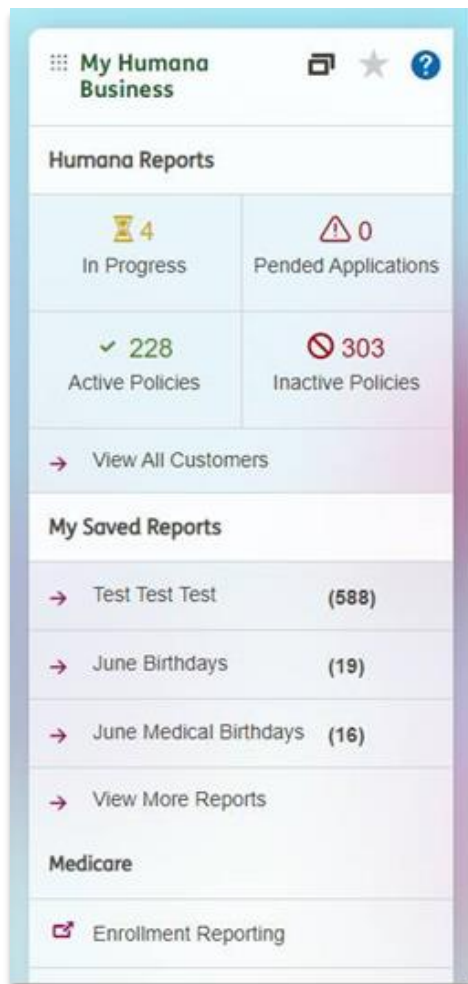 My Humana
Business
Humana Reports
4
In Progress
0
Pended Applications
228
Active Policies
303
Inactive Policies
View All Customers
My Saved Reports
Test Test Test (588)
June Birthdays (19)
June Medical Birthdays (16)
View More Reports
Medicare
Enrollment Reporting